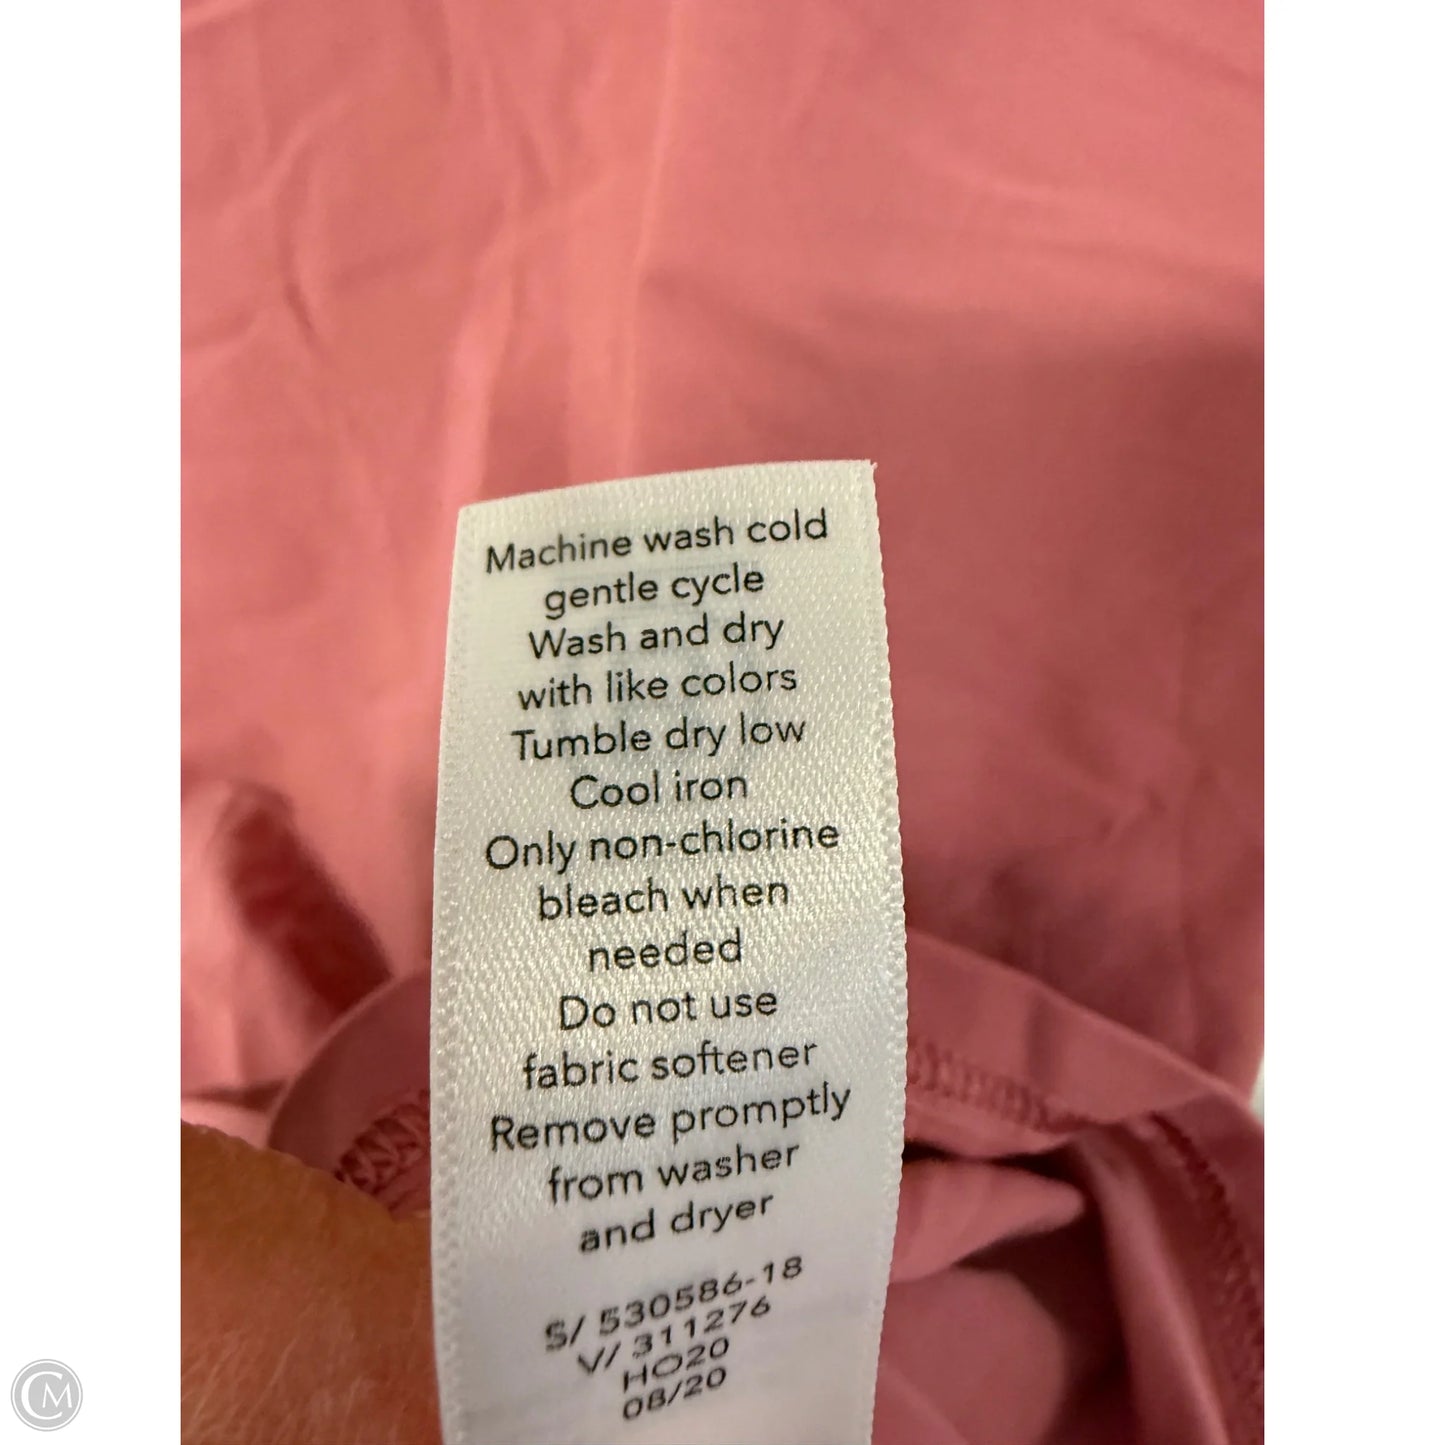 Machine wash cold
gentle cycle
Wash and dry
with like colors
Tumble dry low
Cool iron
Only non-chlorine
bleach when
needed
Do not use
fabric softener
Remove promptly
from washer
and dryer
S/ 530586-18
V/ 311276
HO20
08/20
CM